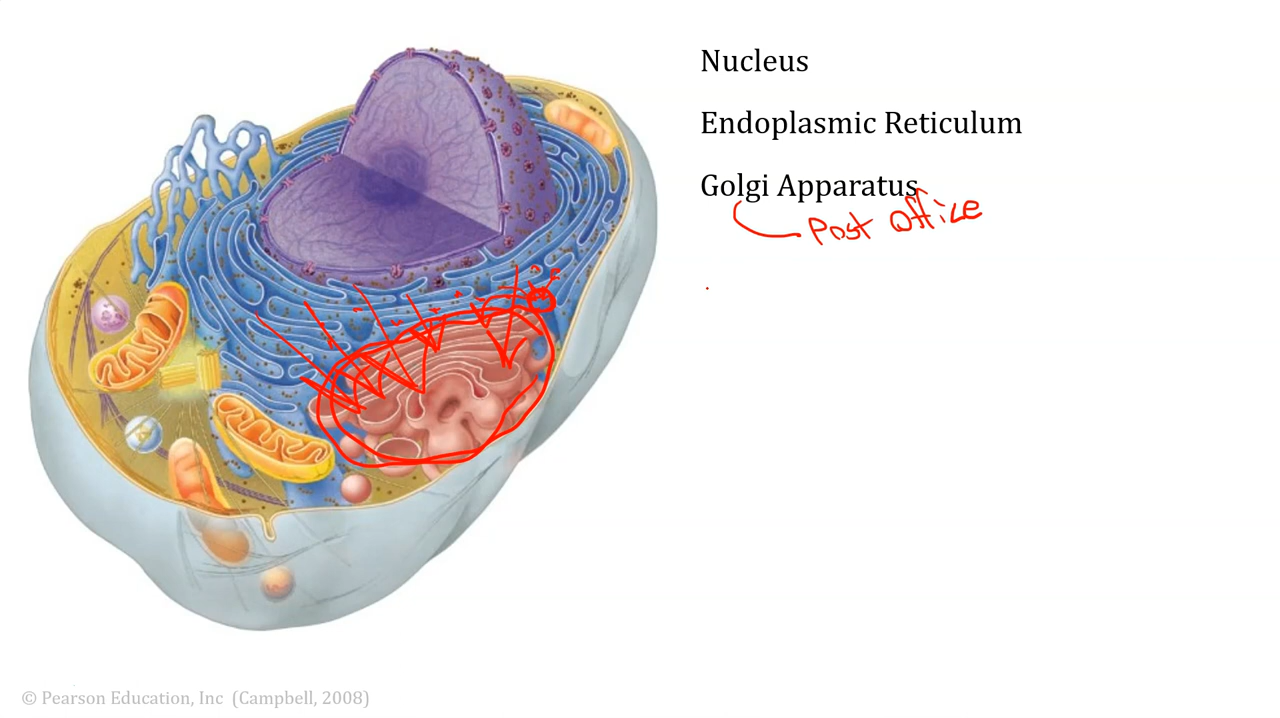 Nucleus
Endoplasmic Reticulum
Golgi Apparatus
Post office
© Pearson Education, Inc (Campbell, 2008)